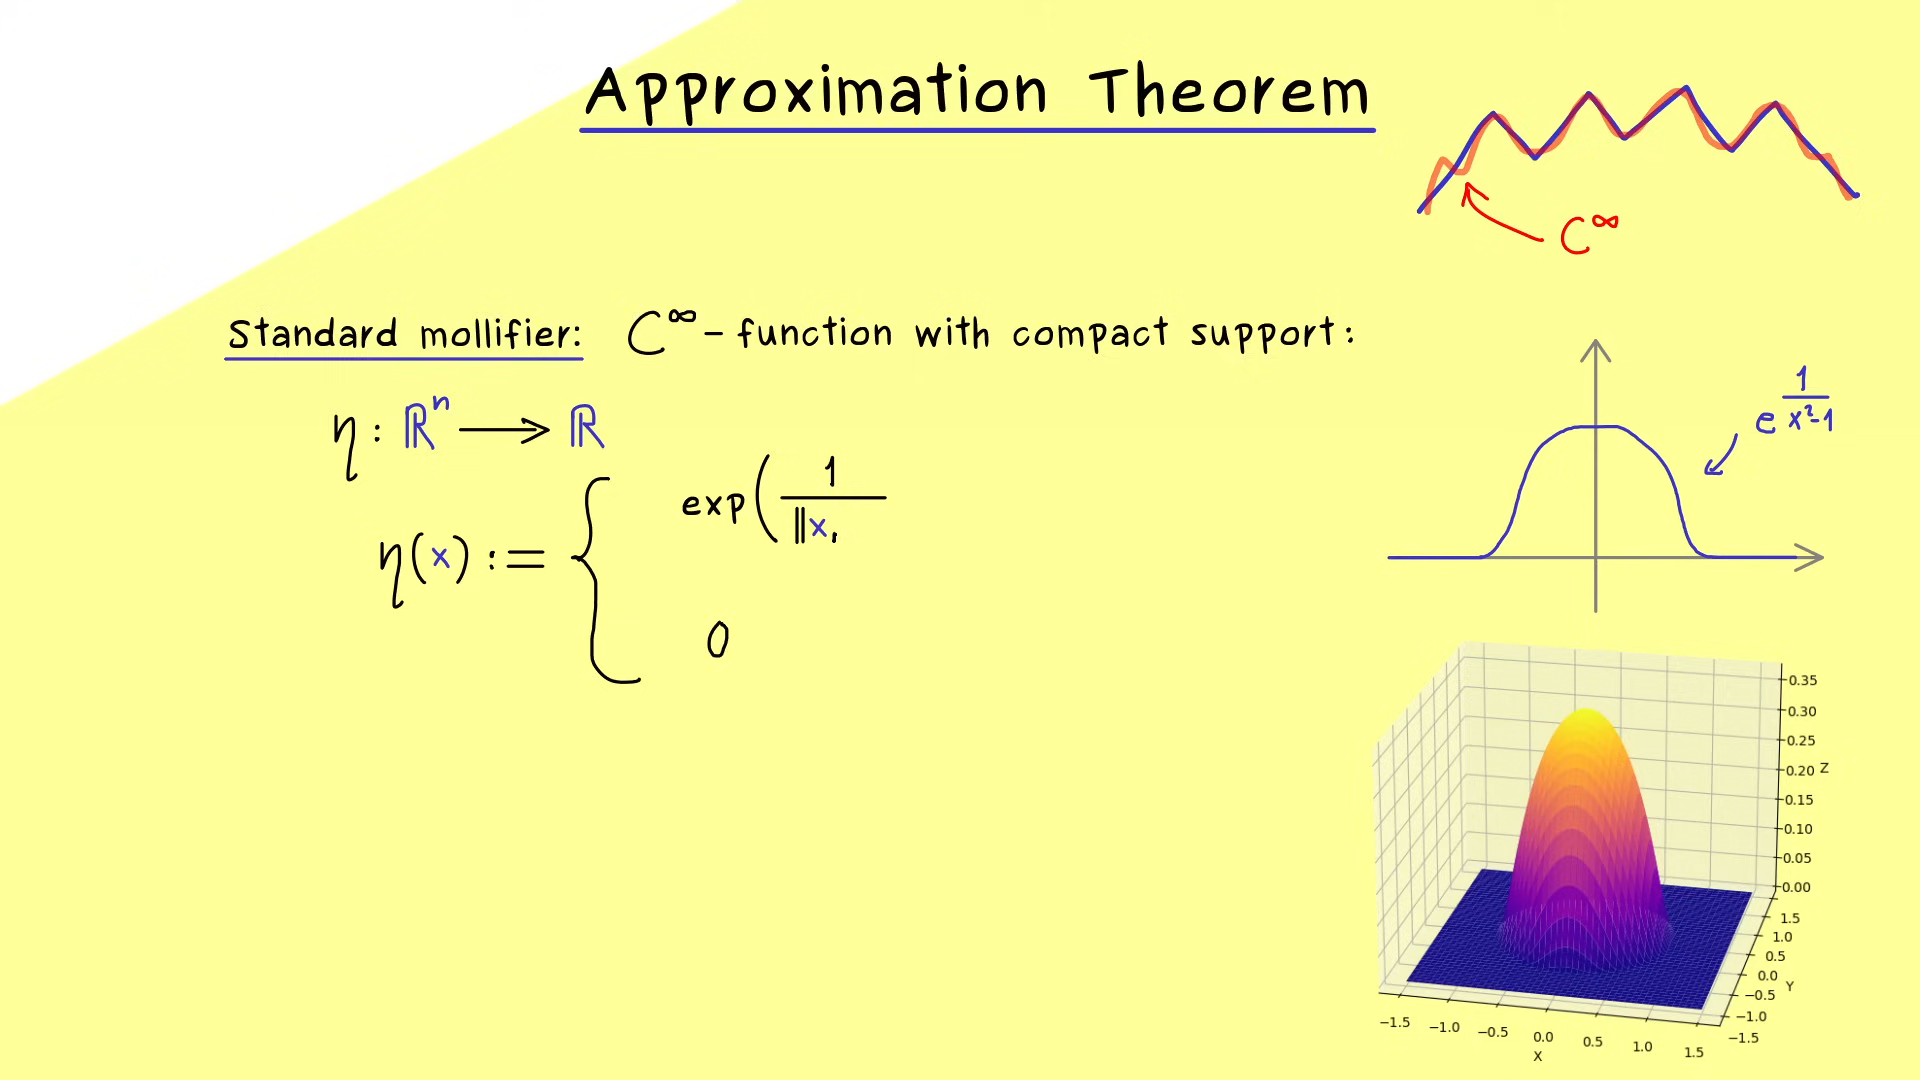 Approximation Theorem
C^∞
Standard mollifier: C^∞ - function with compact support:
η: ℝ^n ⟶ ℝ
e^{1/(x²-1)}
η(x) := { exp( 1 / ‖x
0
0.35
0.30
0.25
0.20 Z
0.15
0.10
0.05
0.00
1.5
1.0
0.5
0.0
Y
−0.5
−1.0
−1.5
−1.5 −1.0 −0.5 0.0 0.5 1.0 1.5
X